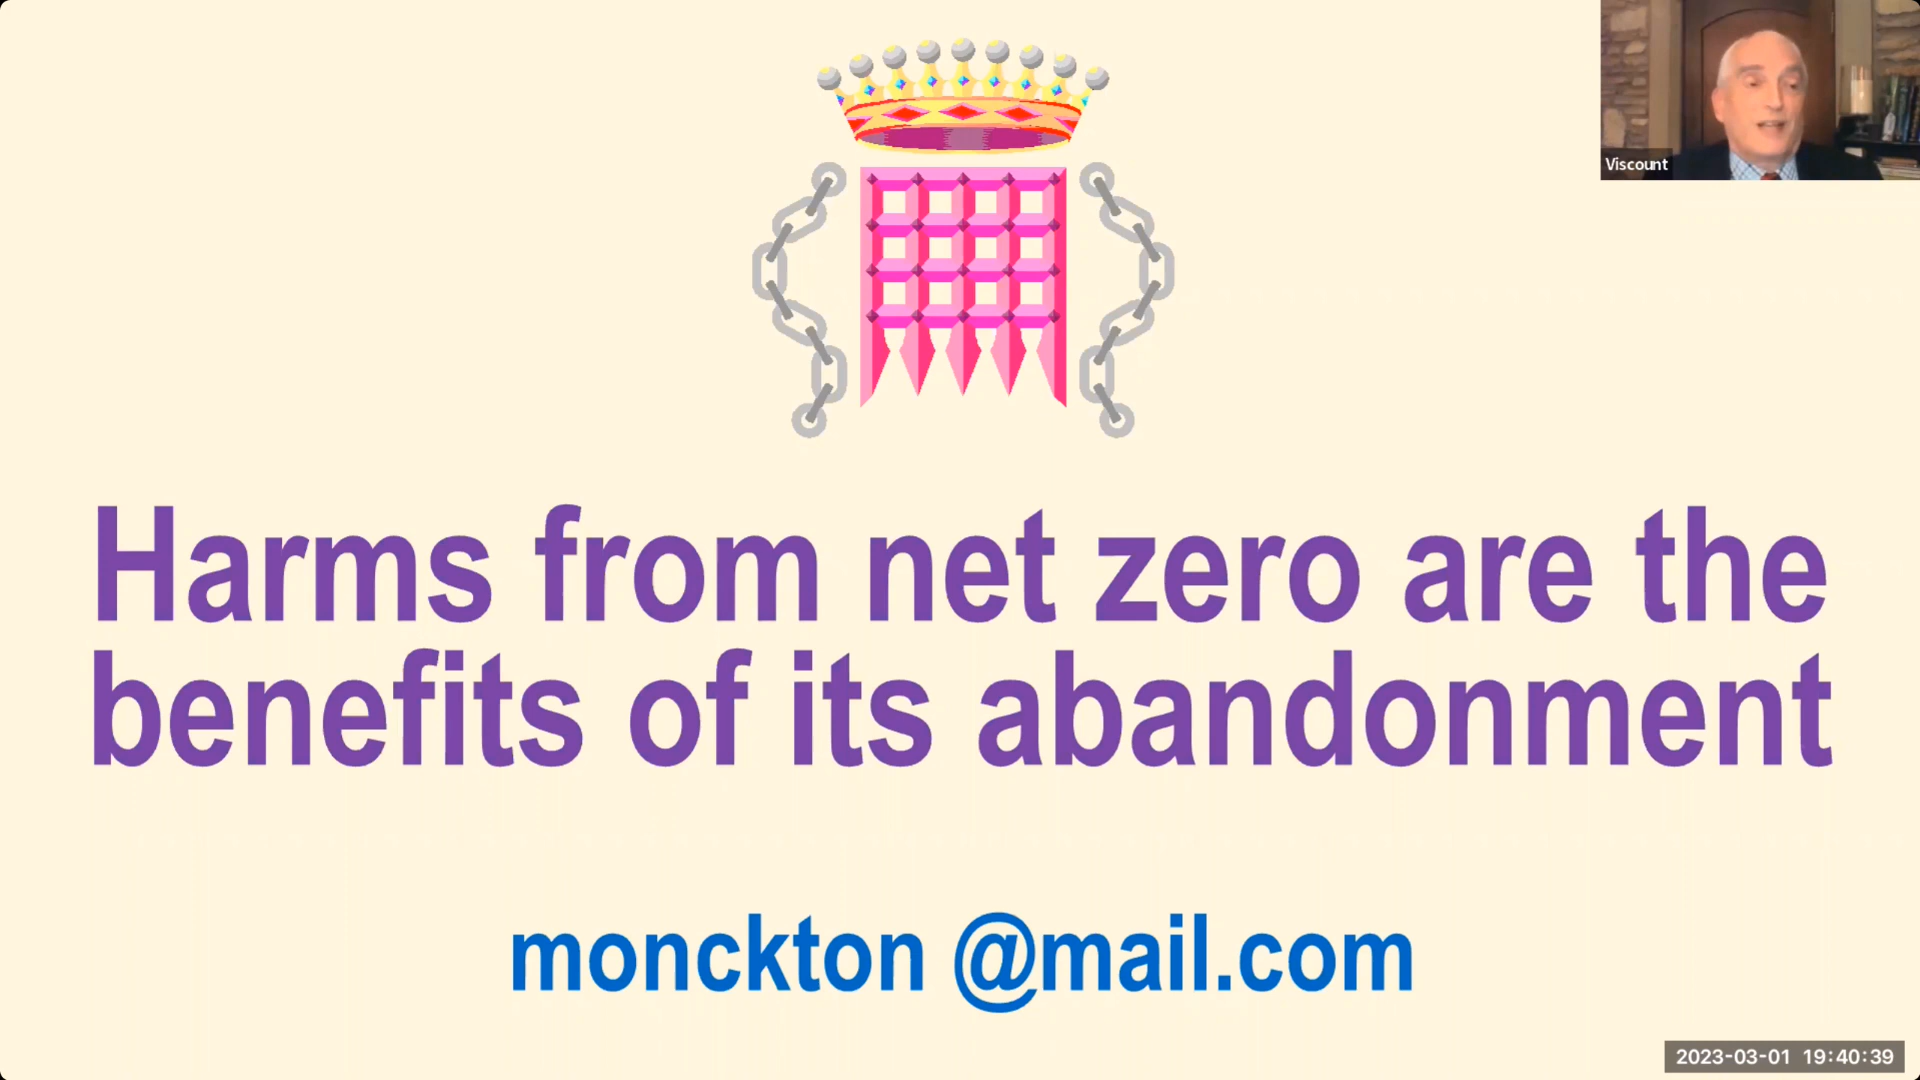 Viscount
Harms from net zero are the
benefits of its abandonment
monckton @mail.com
2023-03-01 19:40:39